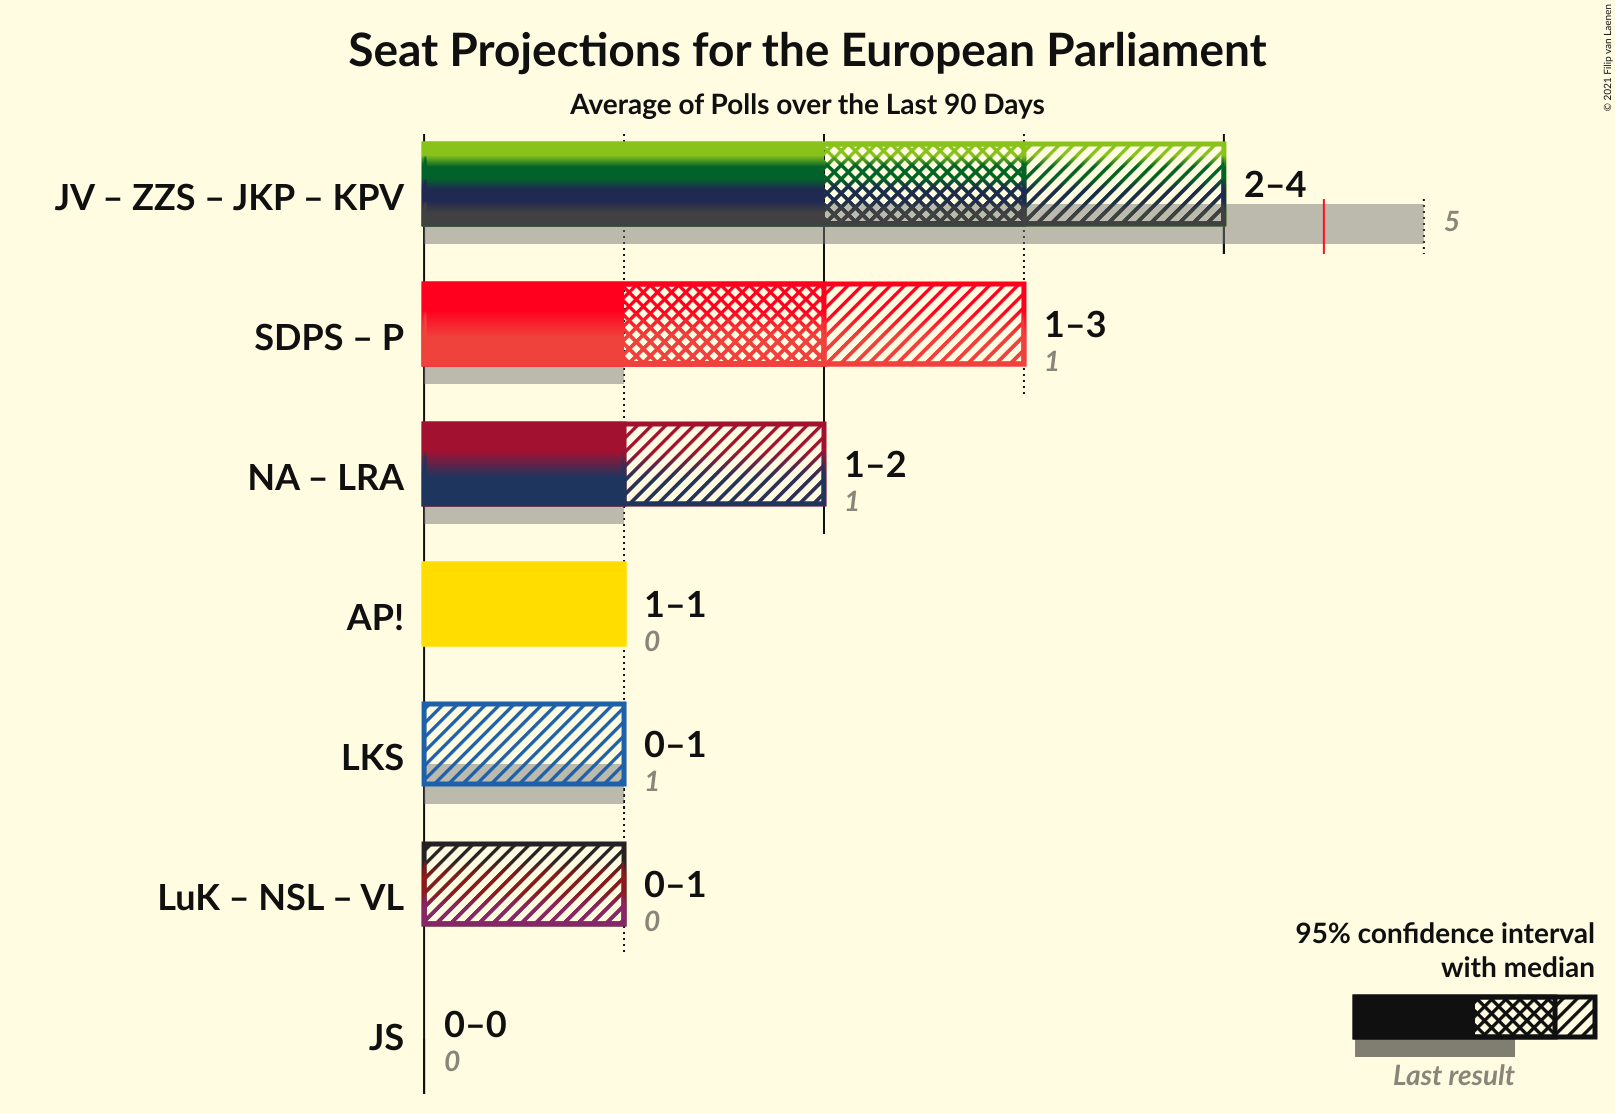 Seat Projections for the European Parliament
Average of Polls over the Last 90 Days
© 2021 Filip van Laenen
JV – ZZS – JKP – KPV
2–4
5
SDPS – P
1–3
1
NA – LRA
1–2
1
AP!
1–1
0
LKS
0–1
1
LuK – NSL – VL
0–1
0
JS
0–0
0
95% confidence interval
with median
Last result